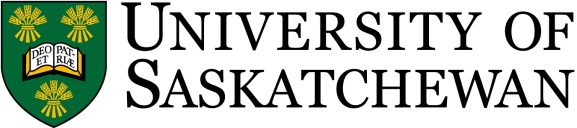 DEO PAT-
ET RIÆ
UNIVERSITY OF
SASKATCHEWAN